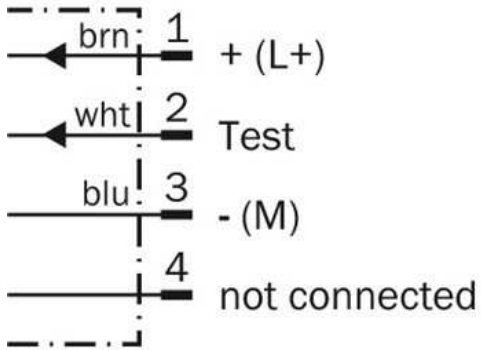 brn 1 + (L+)
wht 2 Test
blu 3 - (M)
4 not connected